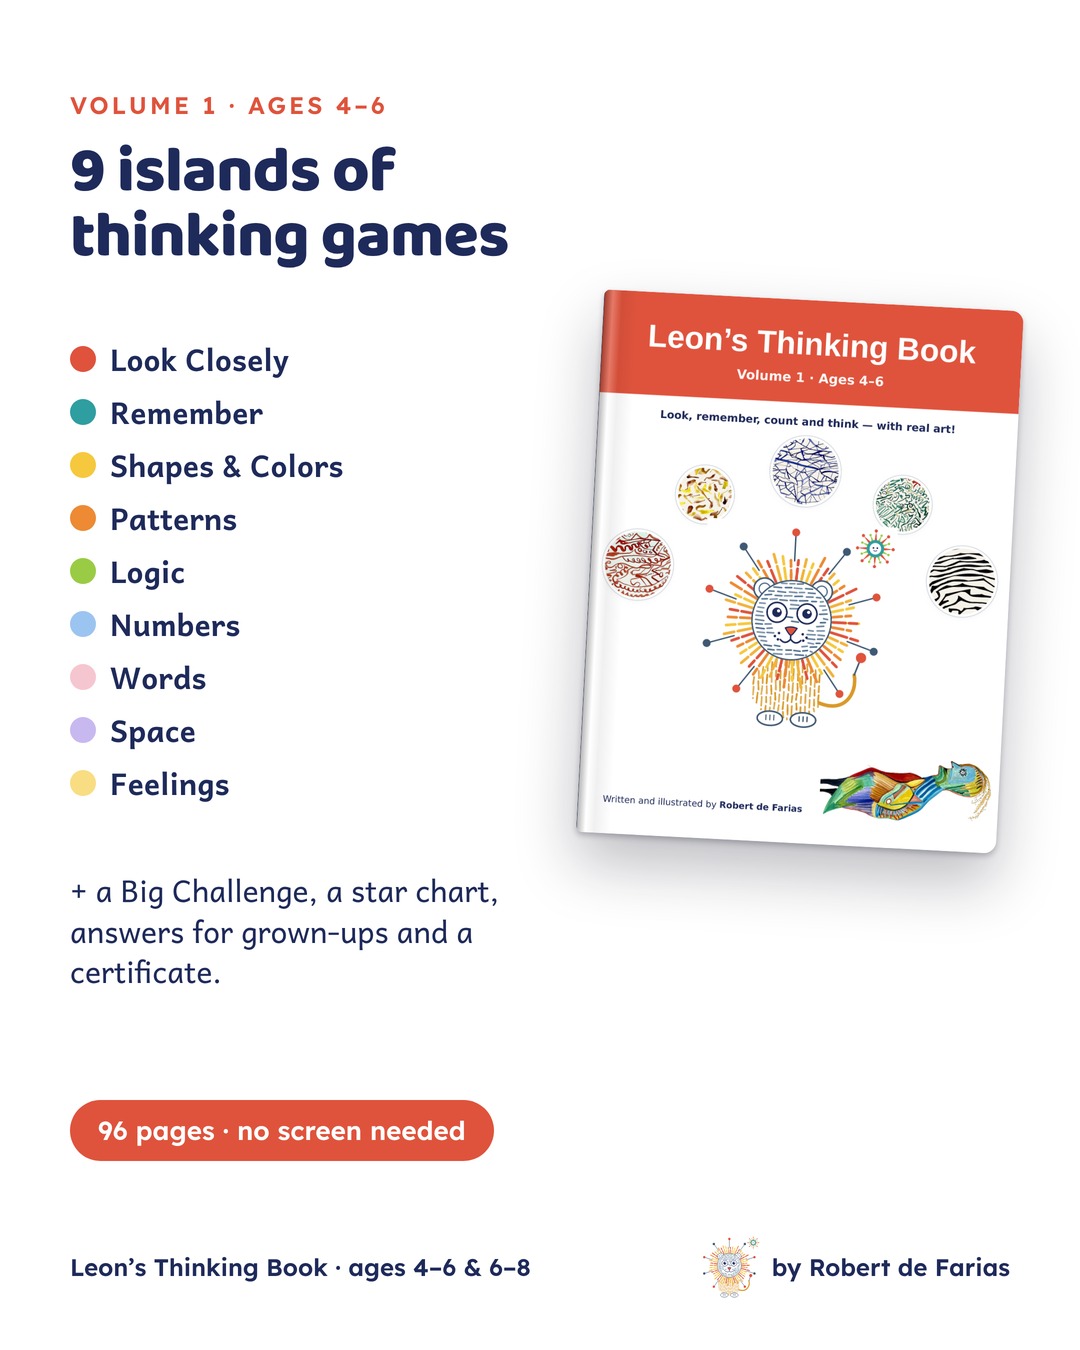 VOLUME 1 · AGES 4–6
9 islands of
thinking games
Look Closely
Remember
Shapes & Colors
Patterns
Logic
Numbers
Words
Space
Feelings
+ a Big Challenge, a star chart,
answers for grown-ups and a
certificate.
96 pages · no screen needed
Leon’s Thinking Book
Volume 1 · Ages 4–6
Look, remember, count and think — with real art!
Written and illustrated by Robert de Farias
Leon’s Thinking Book · ages 4–6 & 6–8
by Robert de Farias